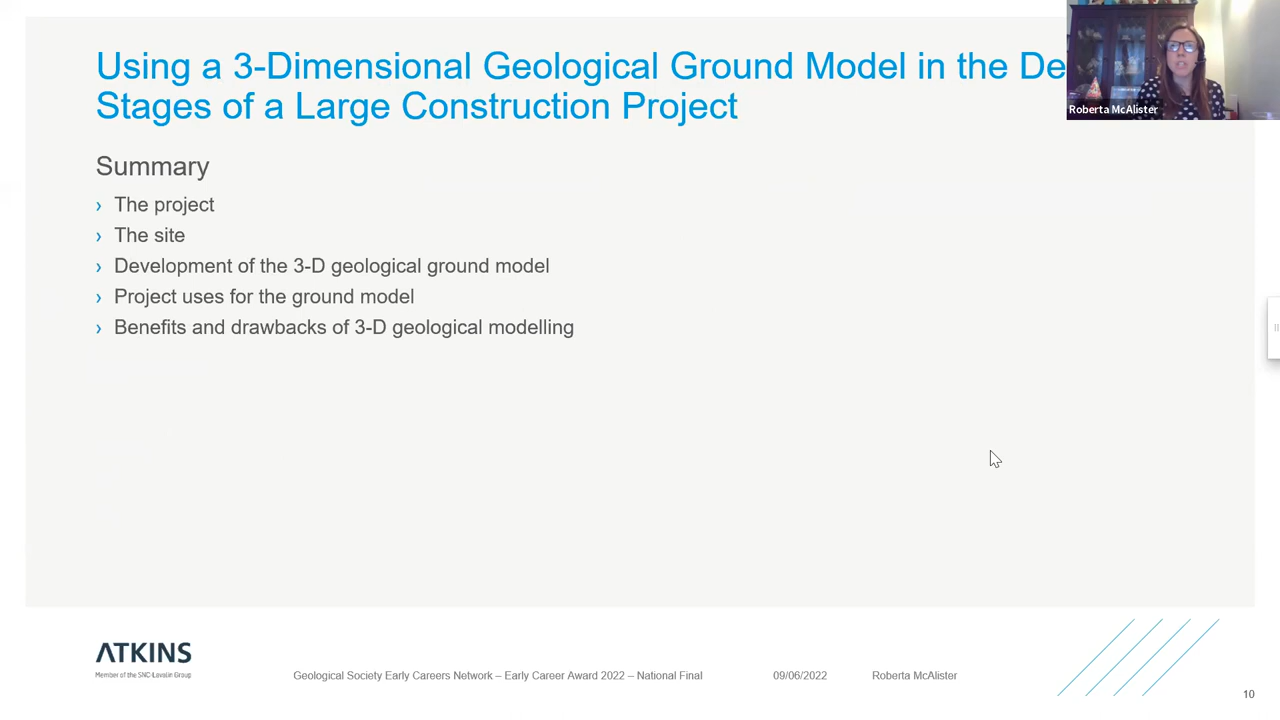 Using a 3-Dimensional Geological Ground Model in the De
Stages of a Large Construction Project
Roberta McAlister
Summary
› The project
› The site
› Development of the 3-D geological ground model
› Project uses for the ground model
› Benefits and drawbacks of 3-D geological modelling
ATKINS
Member of the SNC-Lavalin Group
Geological Society Early Careers Network – Early Career Award 2022 – National Final
09/06/2022
Roberta McAlister
10